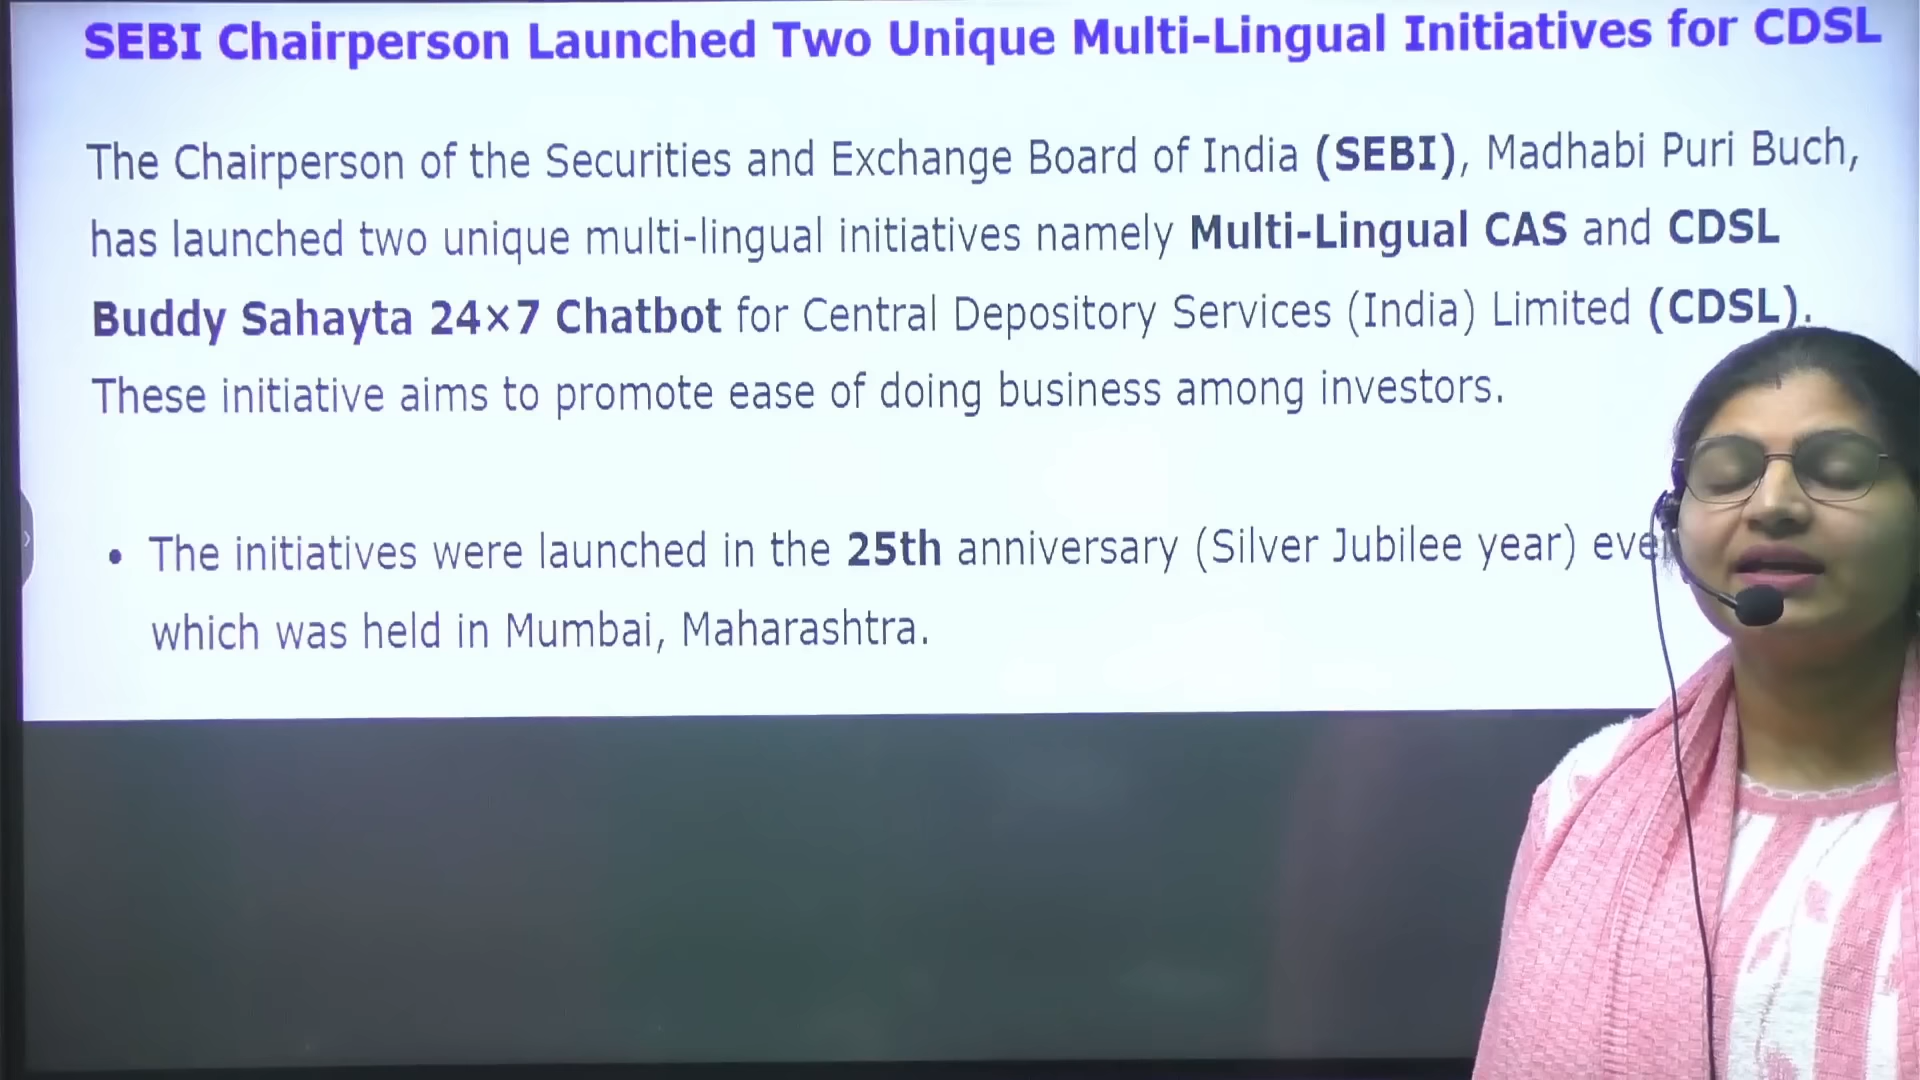 SEBI Chairperson Launched Two Unique Multi-Lingual Initiatives for CDSL
The Chairperson of the Securities and Exchange Board of India (SEBI), Madhabi Puri Buch,
has launched two unique multi-lingual initiatives namely Multi-Lingual CAS and CDSL
Buddy Sahayta 24×7 Chatbot for Central Depository Services (India) Limited (CDSL).
These initiative aims to promote ease of doing business among investors.
• The initiatives were launched in the 25th anniversary (Silver Jubilee year)
which was held in Mumbai, Maharashtra.